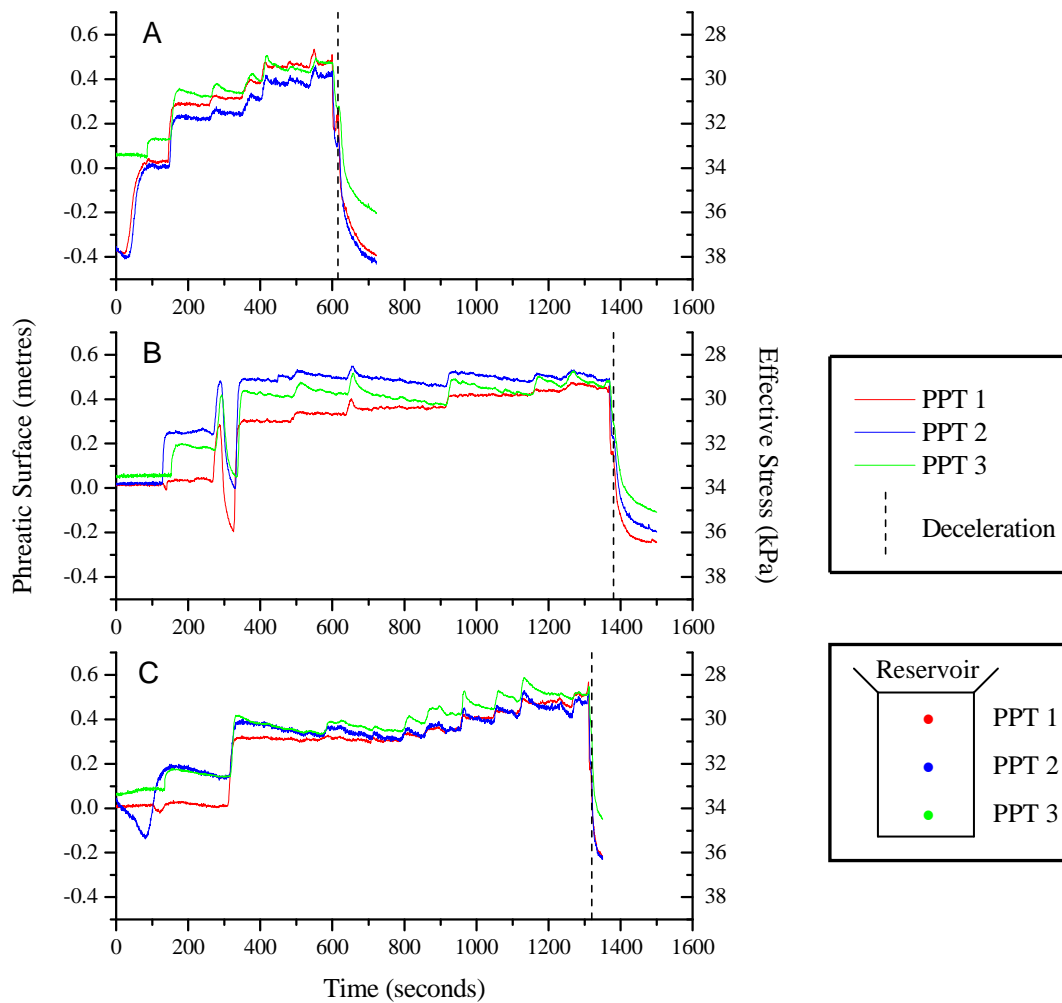 A
0.6
0.4
0.2
0.0
-0.2
-0.4
28
30
32
34
36
38
0 200 400 600 800 1000 1200 1400 1600
B
0.6
0.4
0.2
0.0
-0.2
-0.4
28
30
32
34
36
38
0 200 400 600 800 1000 1200 1400 1600
C
0.6
0.4
0.2
0.0
-0.2
-0.4
28
30
32
34
36
38
0 200 400 600 800 1000 1200 1400 1600
Phreatic Surface (metres)
Effective Stress (kPa)
Time (seconds)
PPT 1
PPT 2
PPT 3
Deceleration
Reservoir
PPT 1
PPT 2
PPT 3